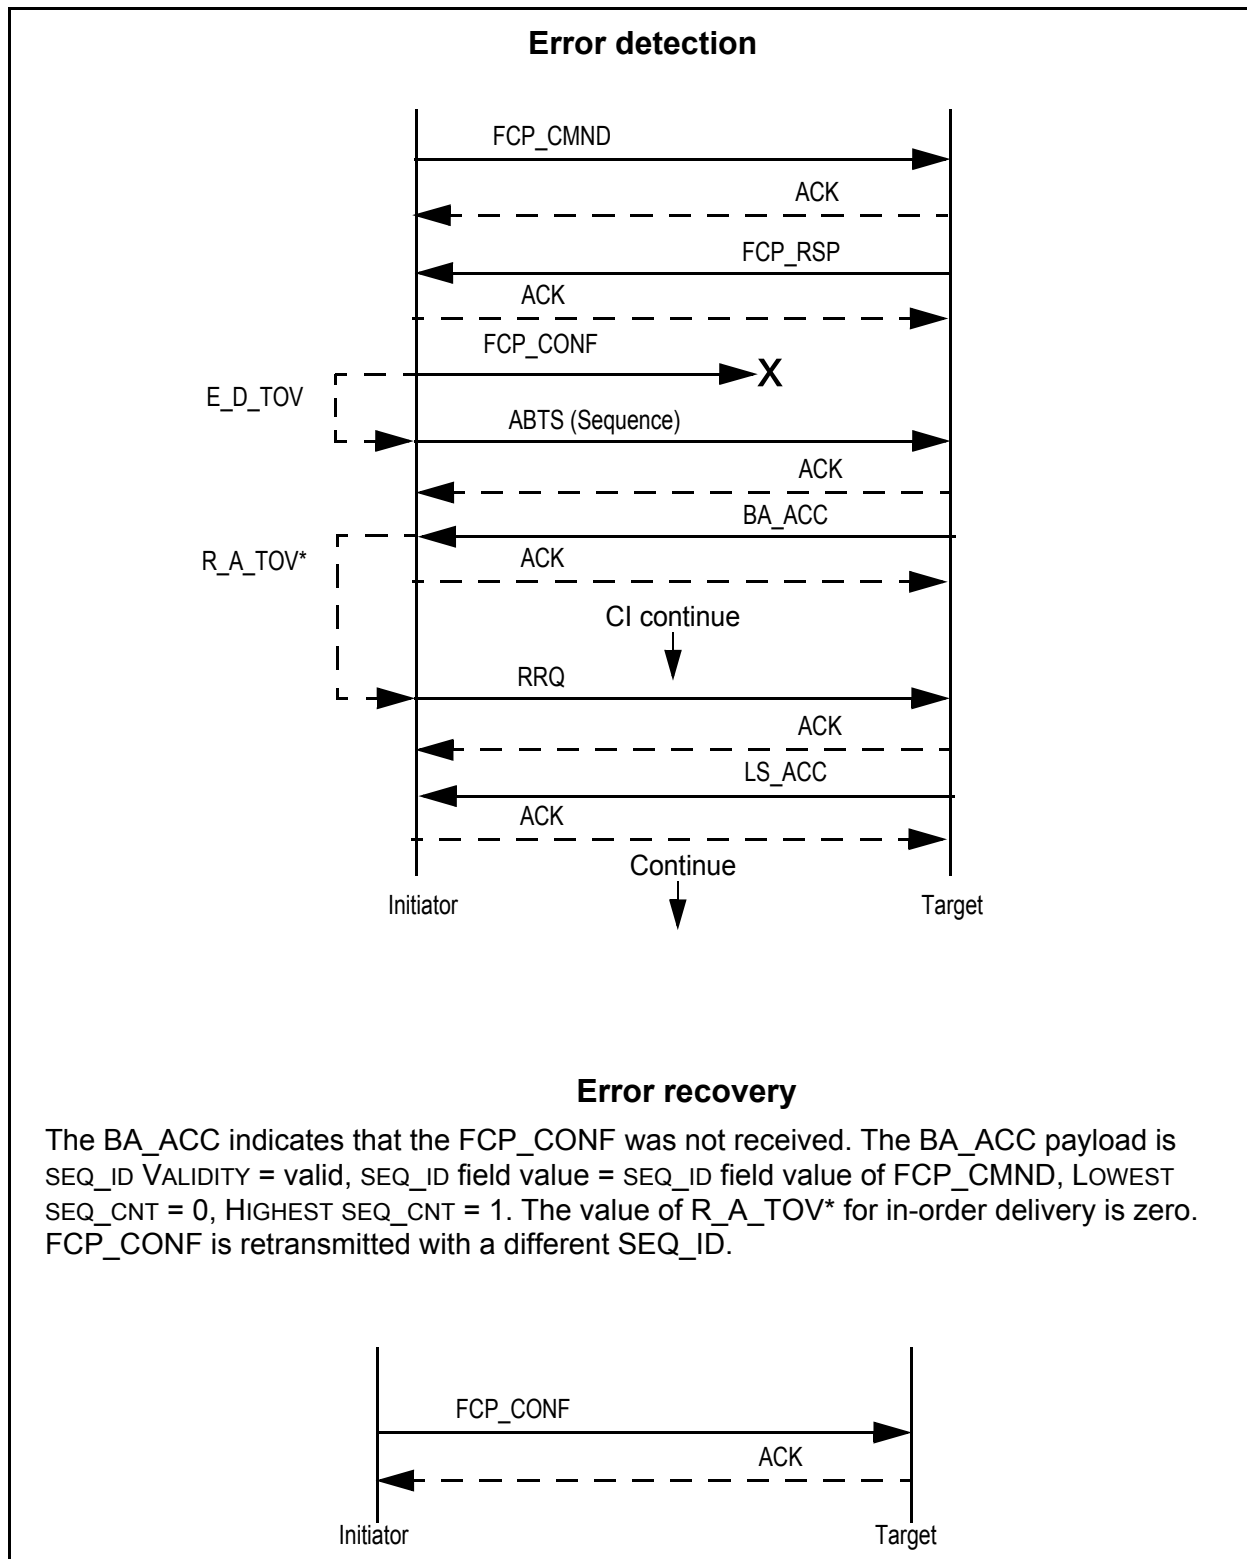 Error detection
FCP_CMND
ACK
FCP_RSP
ACK
FCP_CONF
X
E_D_TOV
ABTS (Sequence)
ACK
BA_ACC
R_A_TOV*
ACK
CI continue
RRQ
ACK
LS_ACC
ACK
Continue
Initiator
Target
Error recovery
The BA_ACC indicates that the FCP_CONF was not received. The BA_ACC payload is
SEQ_ID VALIDITY = valid, SEQ_ID field value = SEQ_ID field value of FCP_CMND, LOWEST
SEQ_CNT = 0, HIGHEST SEQ_CNT = 1. The value of R_A_TOV* for in-order delivery is zero.
FCP_CONF is retransmitted with a different SEQ_ID.
FCP_CONF
ACK
Initiator
Target